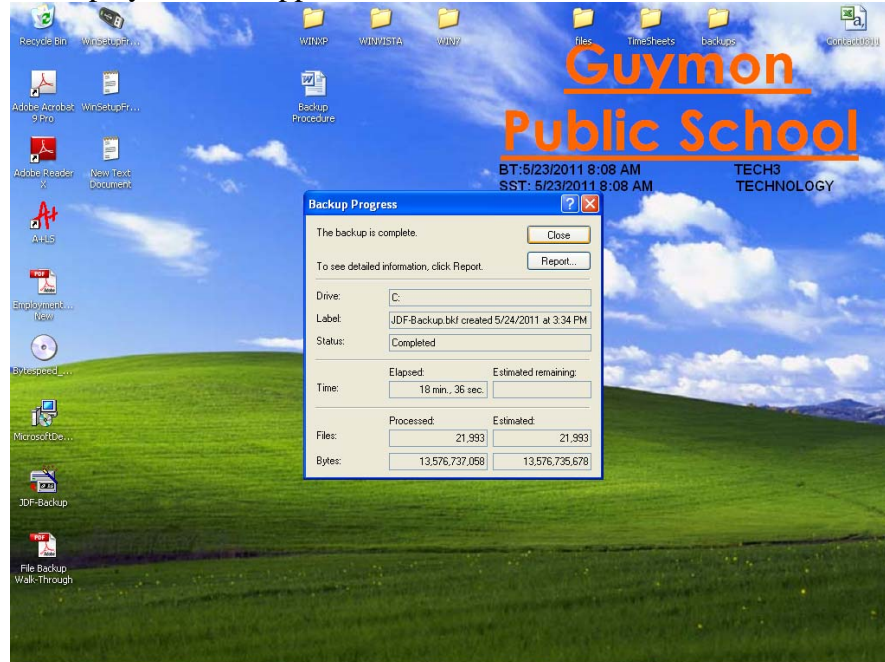 Recycle Bin
WinSetupFr...
WINXP
WINVISTA
WIN7
files
TimeSheets
backups
Guymon
Public School
Adobe Acrobat
9 Pro
WinSetupFr...
Backup
Procedure
Adobe Reader
X
New Text
Document
BT:5/23/2011 8:08 AM
TECH3
SST: 5/23/2011 8:08 AM
TECHNOLOGY
A+LS
Employment...
New
Bytespeed_...
MicrosoftDe...
JDF-Backup
File Backup
Walk-Through
Backup Progress
The backup is complete.
Close
To see detailed information, click Report.
Report...
Drive:
C:
Label:
JDF-Backup.bkf created 5/24/2011 at 3:34 PM
Status:
Completed
Elapsed:
Estimated remaining:
Time:
18 min., 36 sec.
Processed:
Estimated:
Files:
21,993
21,993
Bytes:
13,576,737,058
13,576,735,678